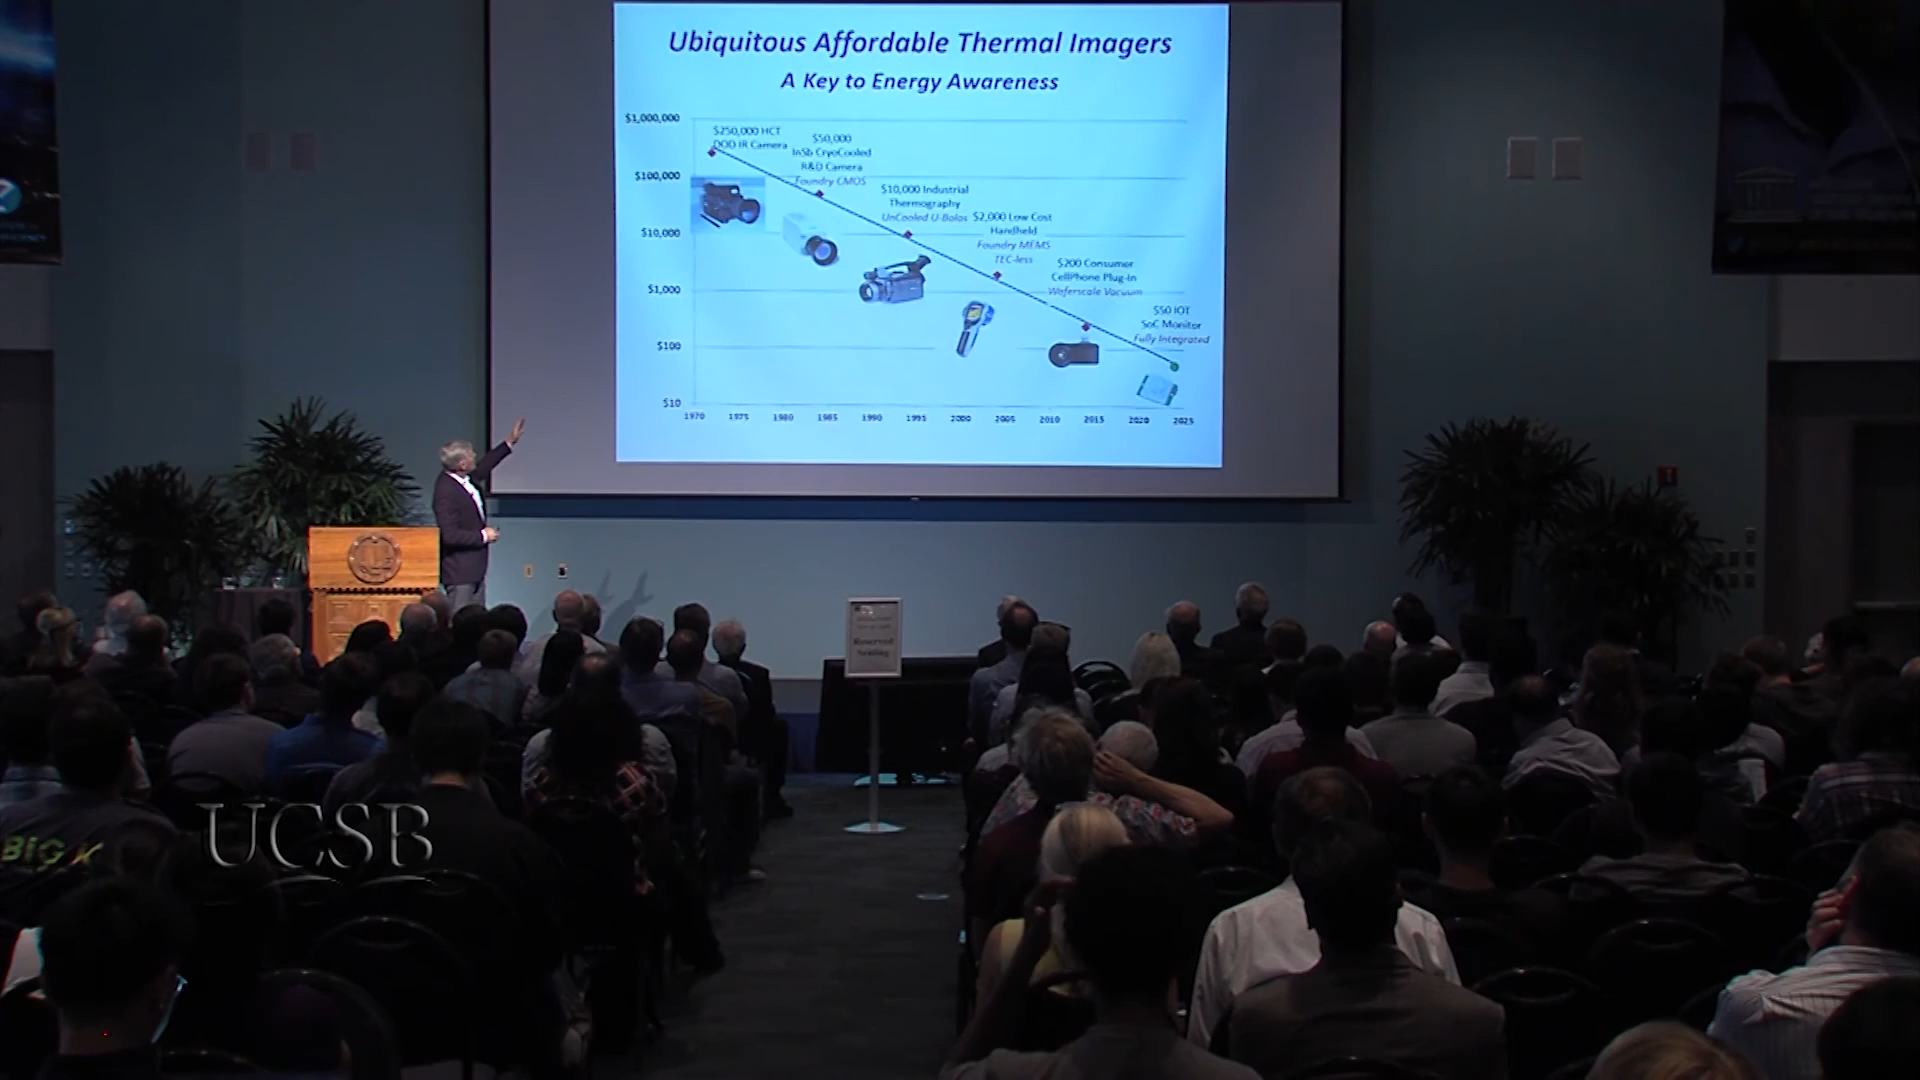 Ubiquitous Affordable Thermal Imagers
A Key to Energy Awareness
$1,000,000
$100,000
$10,000
$1,000
$100
$10
$250,000 HCT
DOD IR Camera
$50,000
InSb CryoCooled
R&D Camera
Foundry CMOS
$10,000 Industrial
Thermography
UnCooled U-Bolos
$2,000 Low Cost
Handheld
Foundry MEMS
TEC-less
$200 Consumer
CellPhone Plug-In
Waferscale Vacuum
$50 IOT
SoC Monitor
Fully Integrated
1970 1975 1980 1985 1990 1995 2000 2005 2010 2015 2020 2025
Reserved
Seating
UCSB
BIG